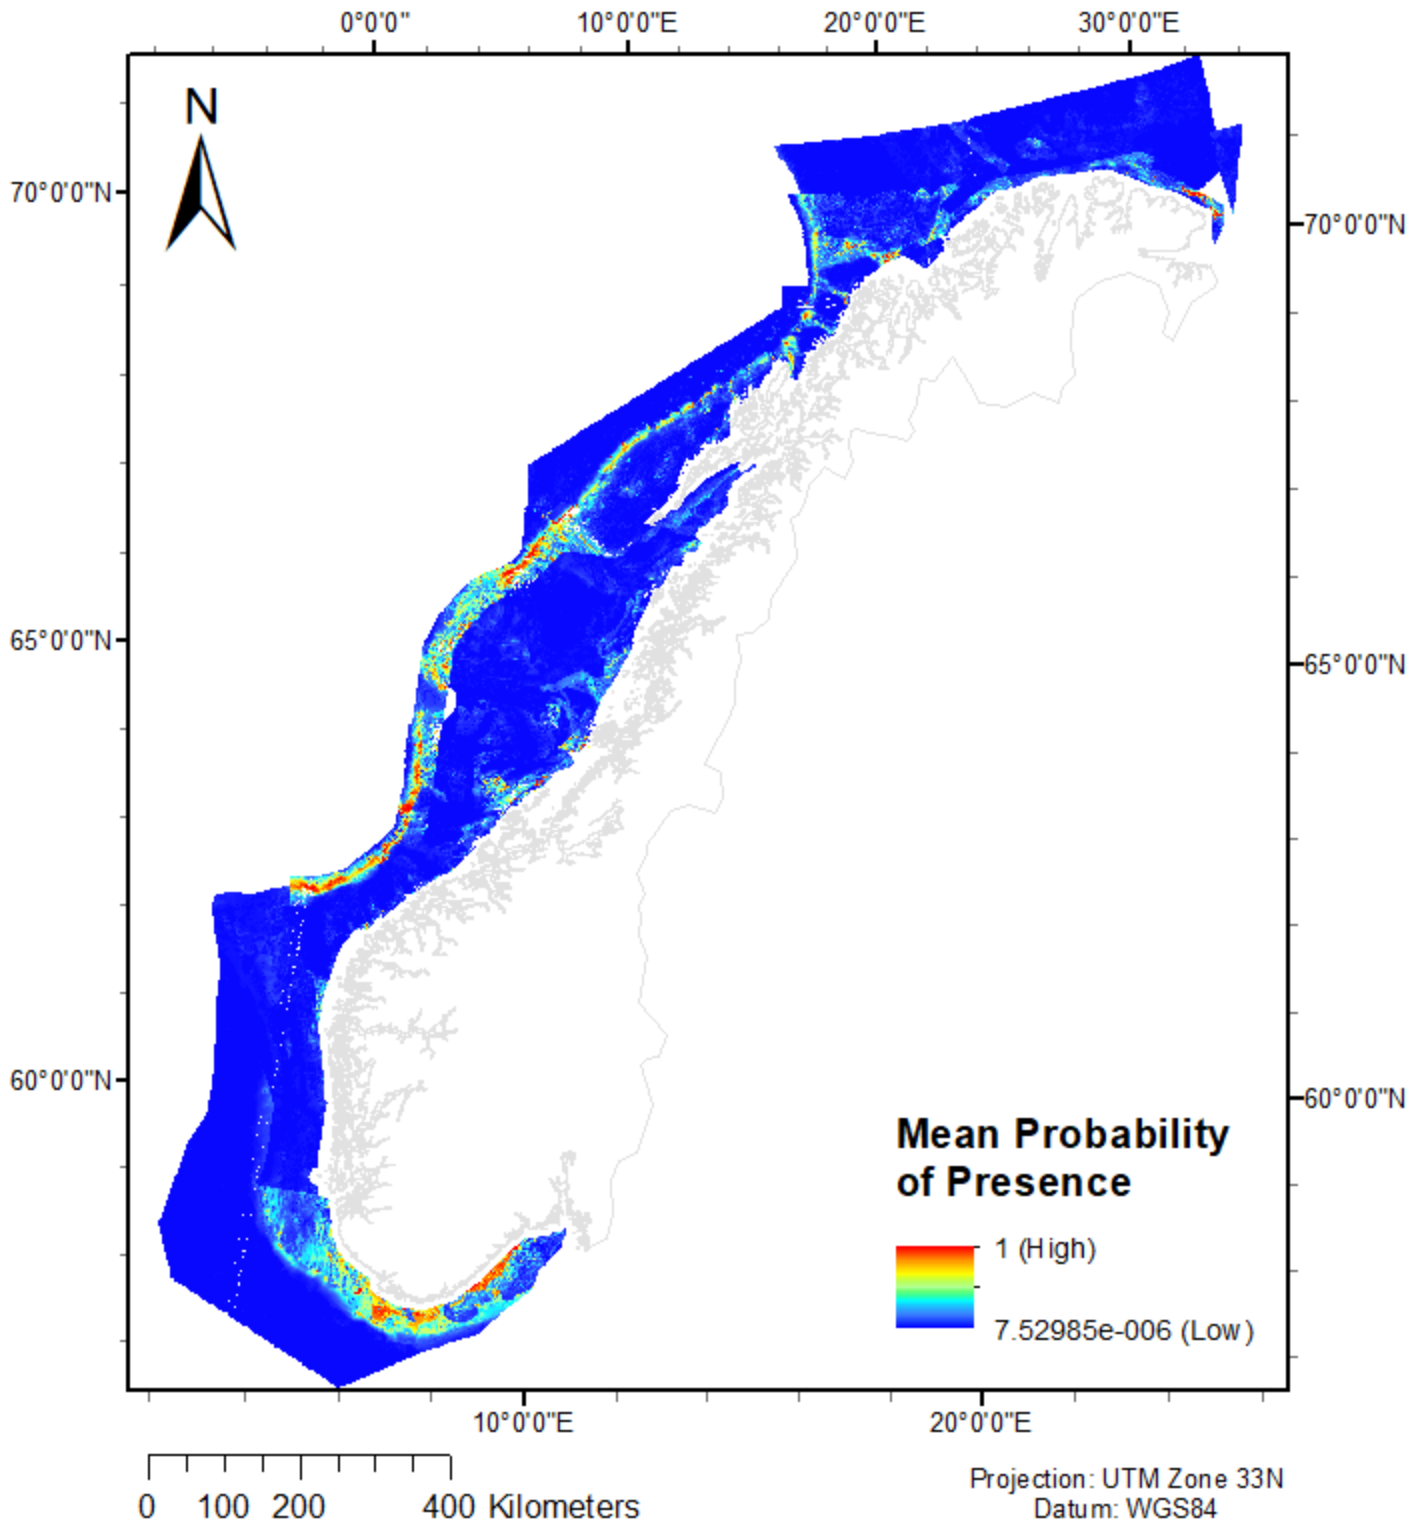 0°0'0"
10°0'0"E
20°0'0"E
30°0'0"E
N
70°0'0"N
70°0'0"N
65°0'0"N
65°0'0"N
60°0'0"N
60°0'0"N
Mean Probability
of Presence
1 (High)
7.52985e-006 (Low)
10°0'0"E
20°0'0"E
0 100 200 400 Kilometers
Projection: UTM Zone 33N
Datum: WGS84